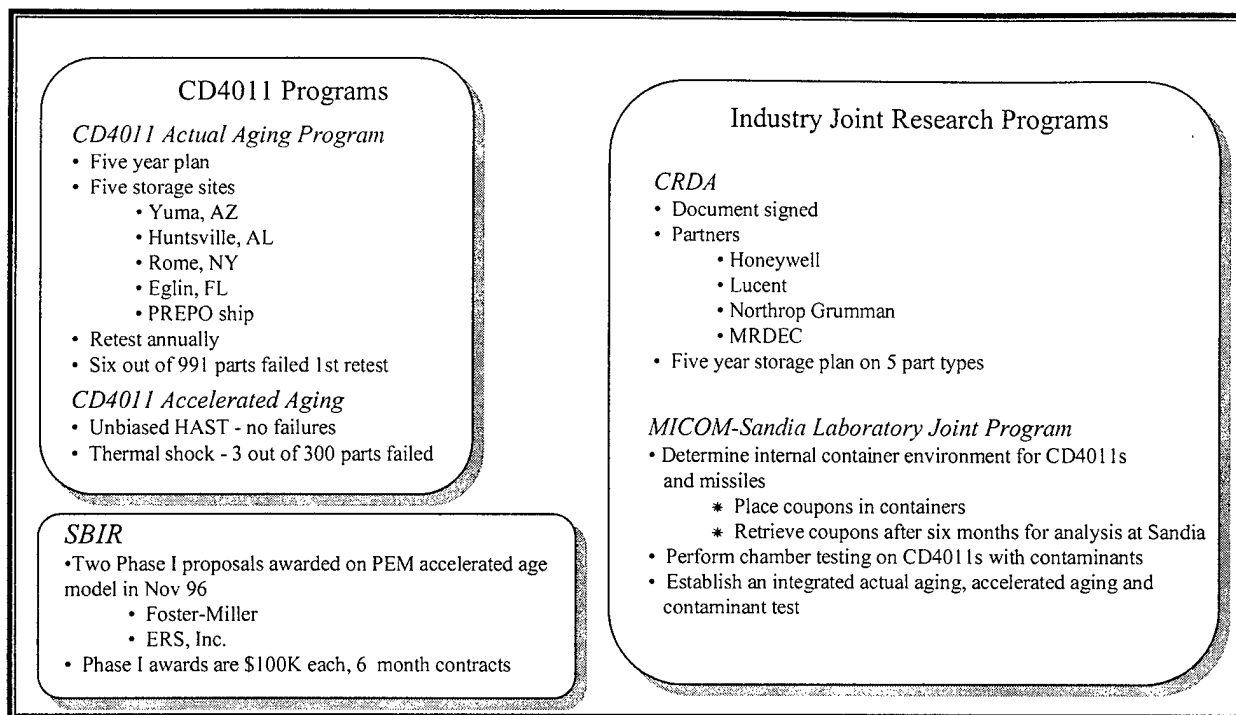 CD4011 Programs
CD4011 Actual Aging Program
• Five year plan
• Five storage sites
• Yuma, AZ
• Huntsville, AL
• Rome, NY
• Eglin, FL
• PREPO ship
• Retest annually
• Six out of 991 parts failed 1st retest
CD4011 Accelerated Aging
• Unbiased HAST - no failures
• Thermal shock - 3 out of 300 parts failed
SBIR
•Two Phase I proposals awarded on PEM accelerated age
model in Nov 96
• Foster-Miller
• ERS, Inc.
• Phase I awards are $100K each, 6 month contracts
Industry Joint Research Programs
CRDA
• Document signed
• Partners
• Honeywell
• Lucent
• Northrop Grumman
• MRDEC
• Five year storage plan on 5 part types
MICOM-Sandia Laboratory Joint Program
• Determine internal container environment for CD4011s
and missiles
* Place coupons in containers
* Retrieve coupons after six months for analysis at Sandia
• Perform chamber testing on CD4011s with contaminants
• Establish an integrated actual aging, accelerated aging and
contaminant test